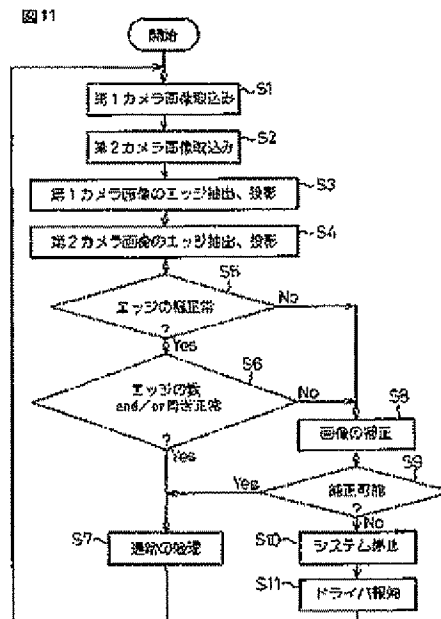 図11
開始
第1カメラ画像取込み
S1
第2カメラ画像取込み
S2
第1カメラ画像のエッジ抽出、投影
S3
第2カメラ画像のエッジ抽出、投影
S4
S5
エッジの幅正常
?
No
Yes
S6
エッジの数
and/or 間隔正常
?
No
Yes
S8
画像の補正
S9
補正可能
?
Yes
No
S7
通常の処理
S10
システム停止
S11
ドライバ報知